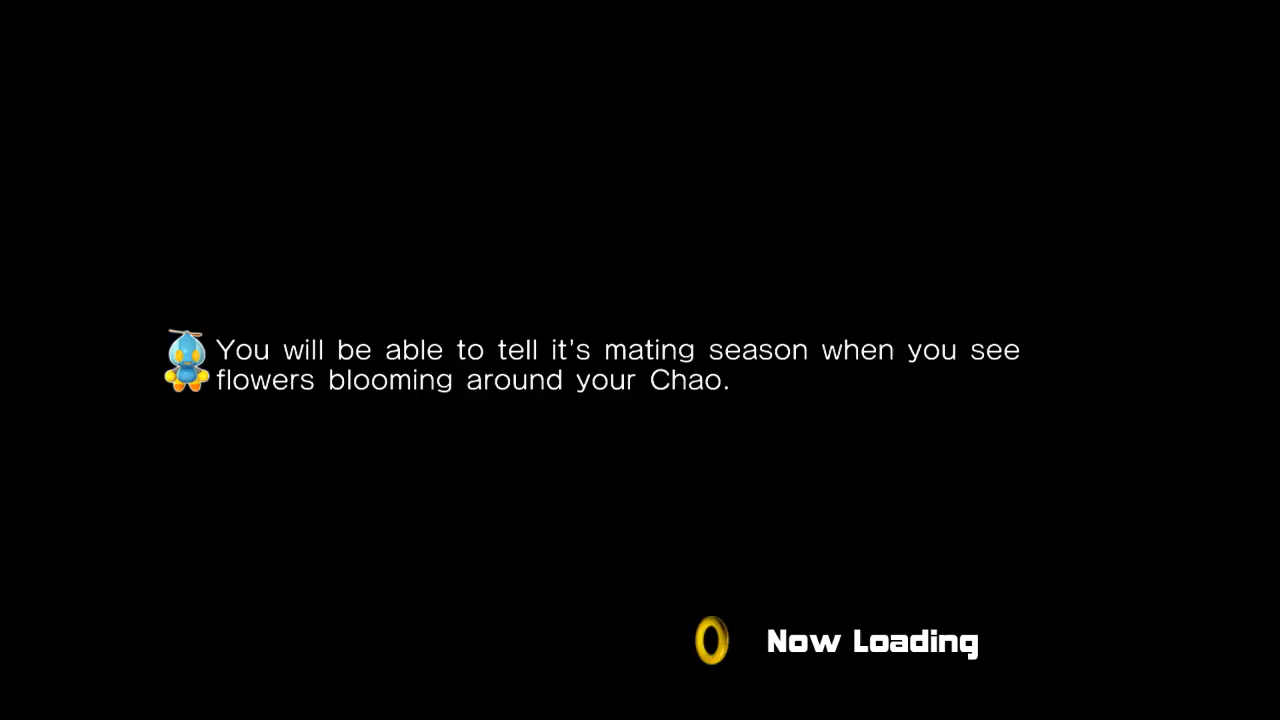 You will be able to tell it's mating season when you see
flowers blooming around your Chao.
Now Loading